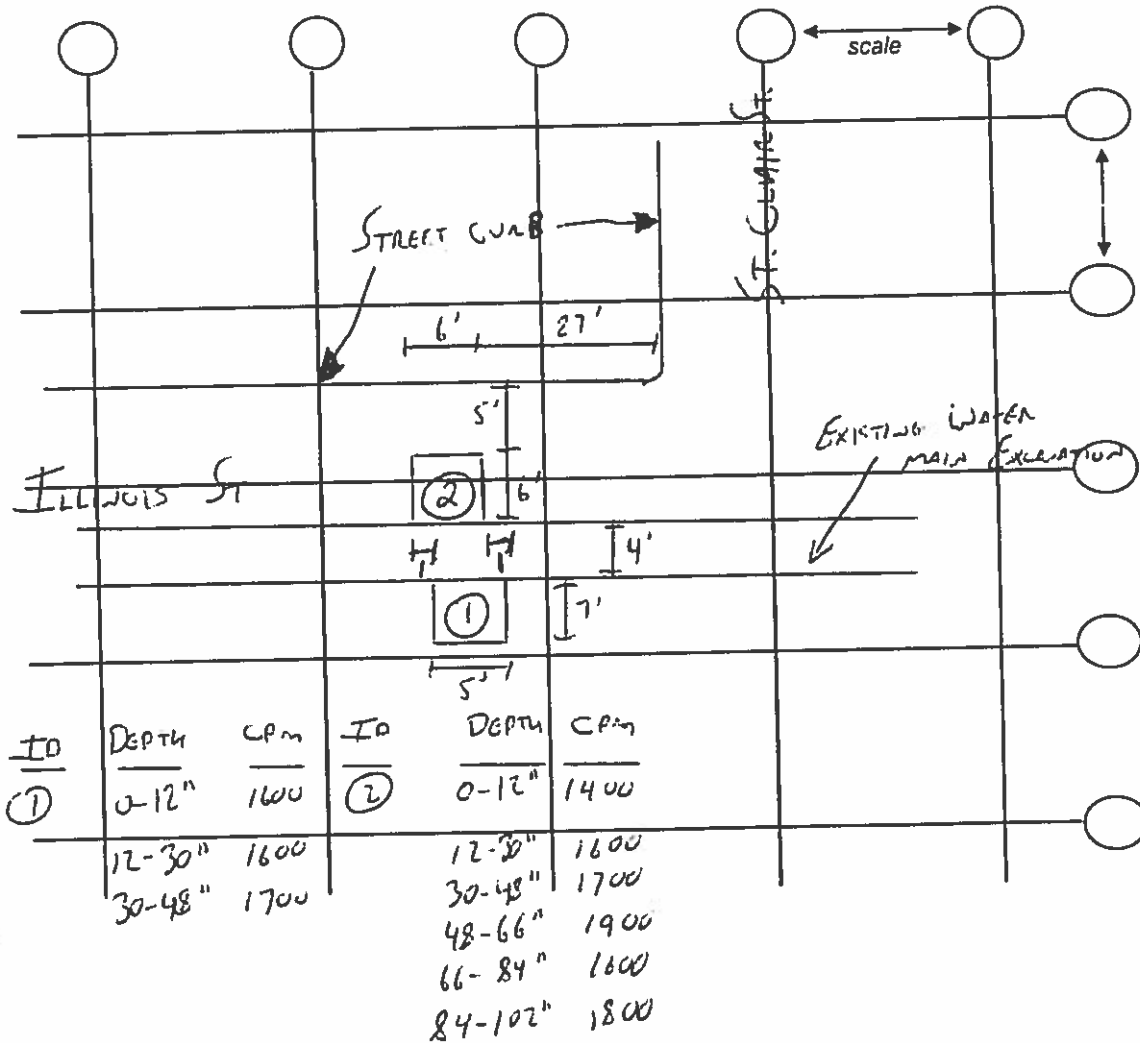 scale
ST. CLAIR ST.
STREET CURB
6' 27'
5'
EXISTING WATER
MAIN EXCAVATION
ILLINOIS ST
2
6'
1 1
4'
1
7'
5'
ID DEPTH CPM ID DEPTH CPM
1 0-12" 1600 2 0-12" 1400
12-30" 1600 12-30" 1600
30-48" 1700 30-48" 1700
48-66" 1900
66-84" 1600
84-102" 1800